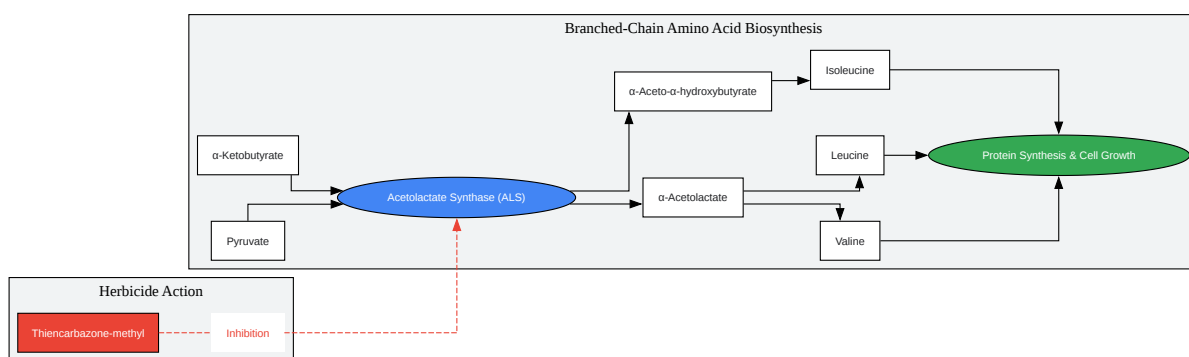 Branched-Chain Amino Acid Biosynthesis
Isoleucine
α-Aceto-α-hydroxybutyrate
α-Ketobutyrate
Leucine
Protein Synthesis & Cell Growth
Acetolactate Synthase (ALS)
α-Acetolactate
Pyruvate
Valine
Herbicide Action
Thiencarbazone-methyl
Inhibition